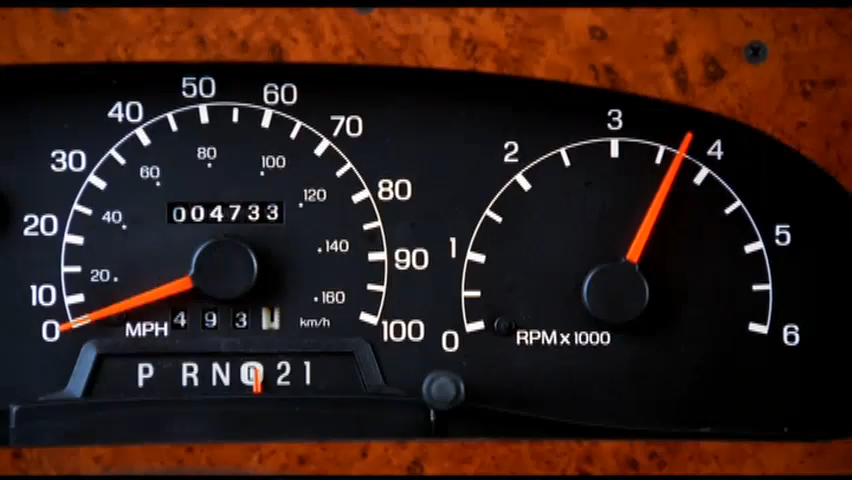 0 10 20 30 40 50 60 70 80 90 100
20 40 60 80 100 120 140 160
004733
MPH
493
km/h
P R N D 2 1
0 1 2 3 4 5 6
RPM x 1000